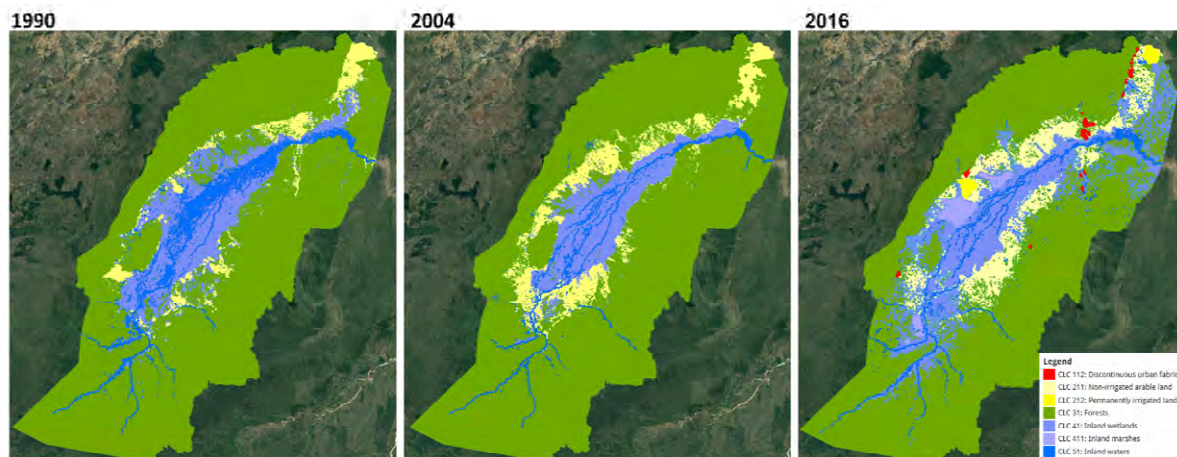 1990
2004
2016
Legend
CLC 112: Discontinuous urban fabric
CLC 211: Non-irrigated arable land
CLC 212: Permanently irrigated land
CLC 31: Forests
CLC 41: Inland wetlands
CLC 411: Inland marshes
CLC 51: Inland waters